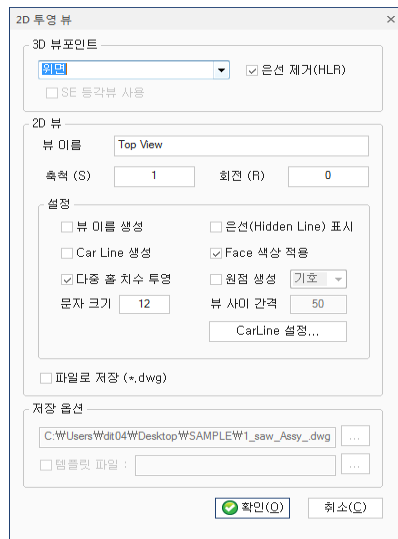 2D 투영 뷰
3D 뷰포인트
위면 은선 제거(HLR)
SE 등각뷰 사용
2D 뷰
뷰 이름 Top View
축척 (S) 1 회전 (R) 0
설정
뷰 이름 생성 은선(Hidden Line) 표시
Car Line 생성 Face 색상 적용
다중 홀 치수 투영 원점 생성 기호
문자 크기 12 뷰 사이 간격 50
CarLine 설정...
파일로 저장 (*.dwg)
저장 옵션
C:₩Users₩dit04₩Desktop₩SAMPLE₩1_saw_Assy_.dwg ...
템플릿 파일 : ...
확인(O) 취소(C)